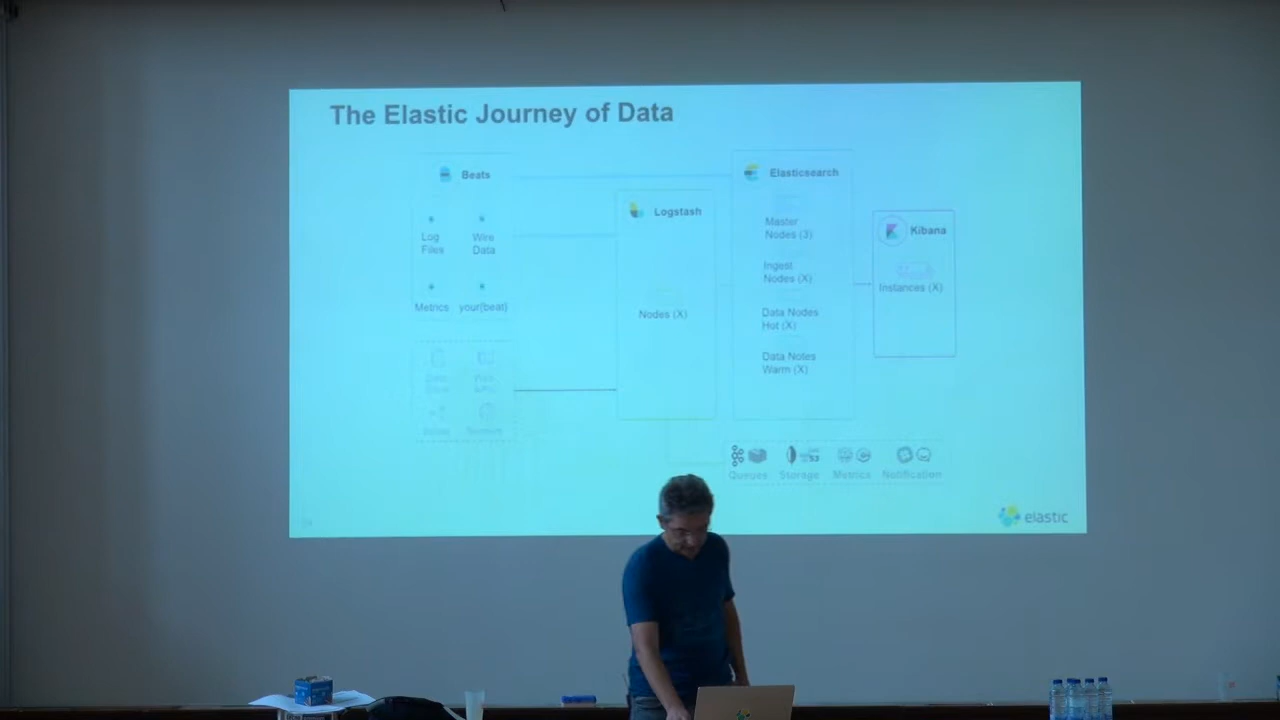 The Elastic Journey of Data
Beats
Log
Files
Wire
Data
Metrics
your{beat}
Logstash
Nodes (X)
Elasticsearch
Master
Nodes (3)
Ingest
Nodes (X)
Data Nodes
Hot (X)
Data Notes
Warm (X)
Kibana
Instances (X)
S3
Queues
Storage
Metrics
Notification
elastic